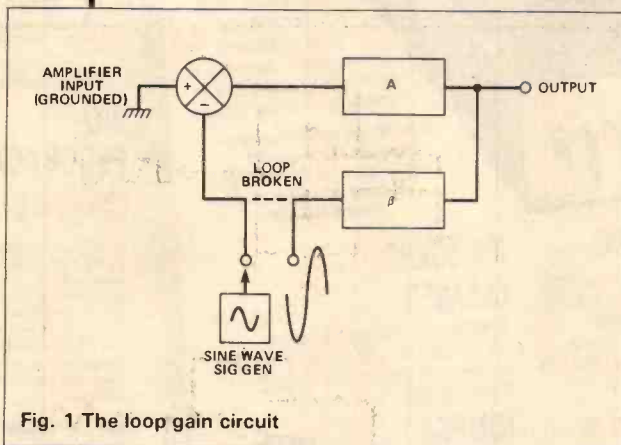 AMPLIFIER
INPUT
(GROUNDED)
+
−
A
OUTPUT
LOOP
BROKEN
β
SINE WAVE
SIG GEN
Fig. 1 The loop gain circuit